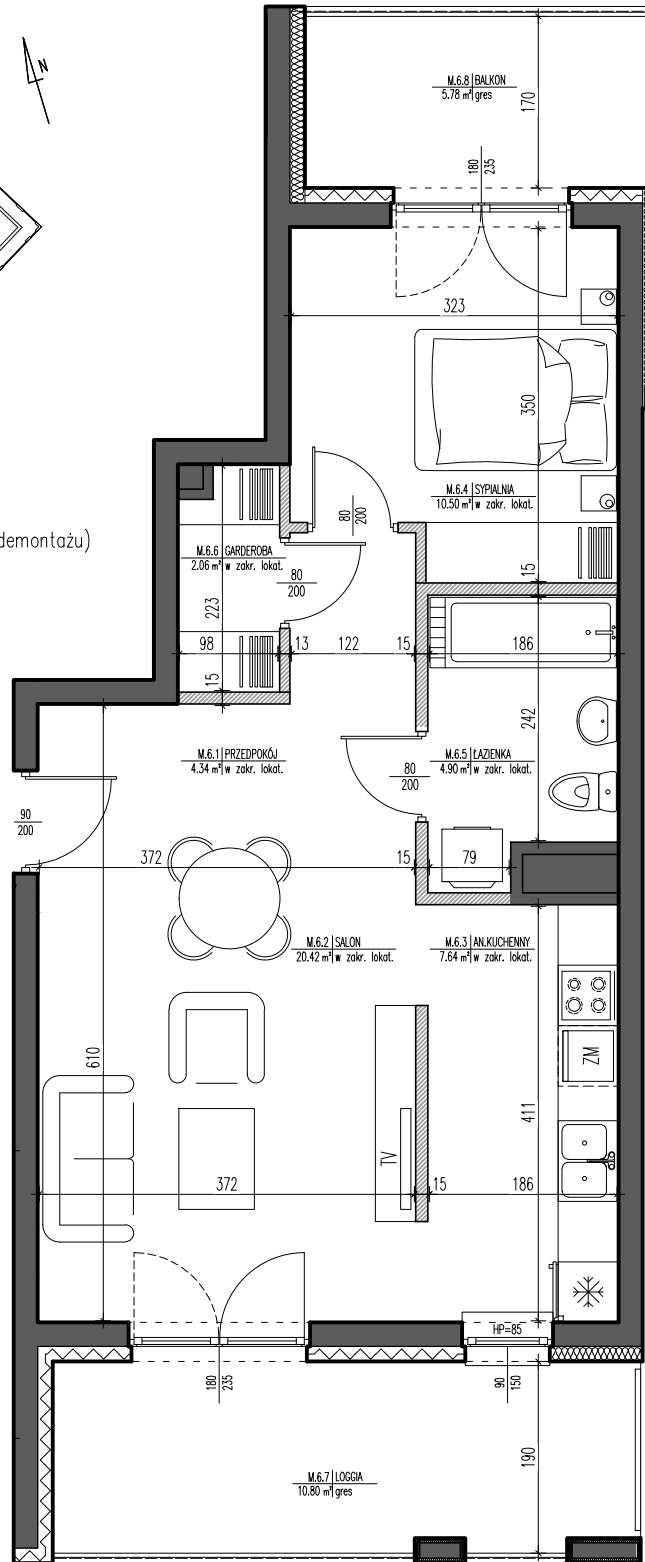 N
M.6.8 BALKON
5.78 m² gres
170
180
235
323
350
M.6.4 SYPIALNIA
10.50 m² w zakr. lokat.
80
200
demontażu)
M.6.6 GARDEROBA
2.06 m² w zakr. lokat.
80
200
15
223
98 13 122 15 186
15
242
M.6.1 PRZEDPOKÓJ
4.34 m² w zakr. lokat.
M.6.5 ŁAZIENKA
4.90 m² w zakr. lokat.
80
200
90
200
372 15 79
M.6.2 SALON
20.42 m² w zakr. lokat.
M.6.3 AN.KUCHENNY
7.64 m² w zakr. lokat.
610
ZM
411
TV
372 15 186
HP=85
180
235
90
150
190
M.6.7 LOGGIA
10.80 m² gres